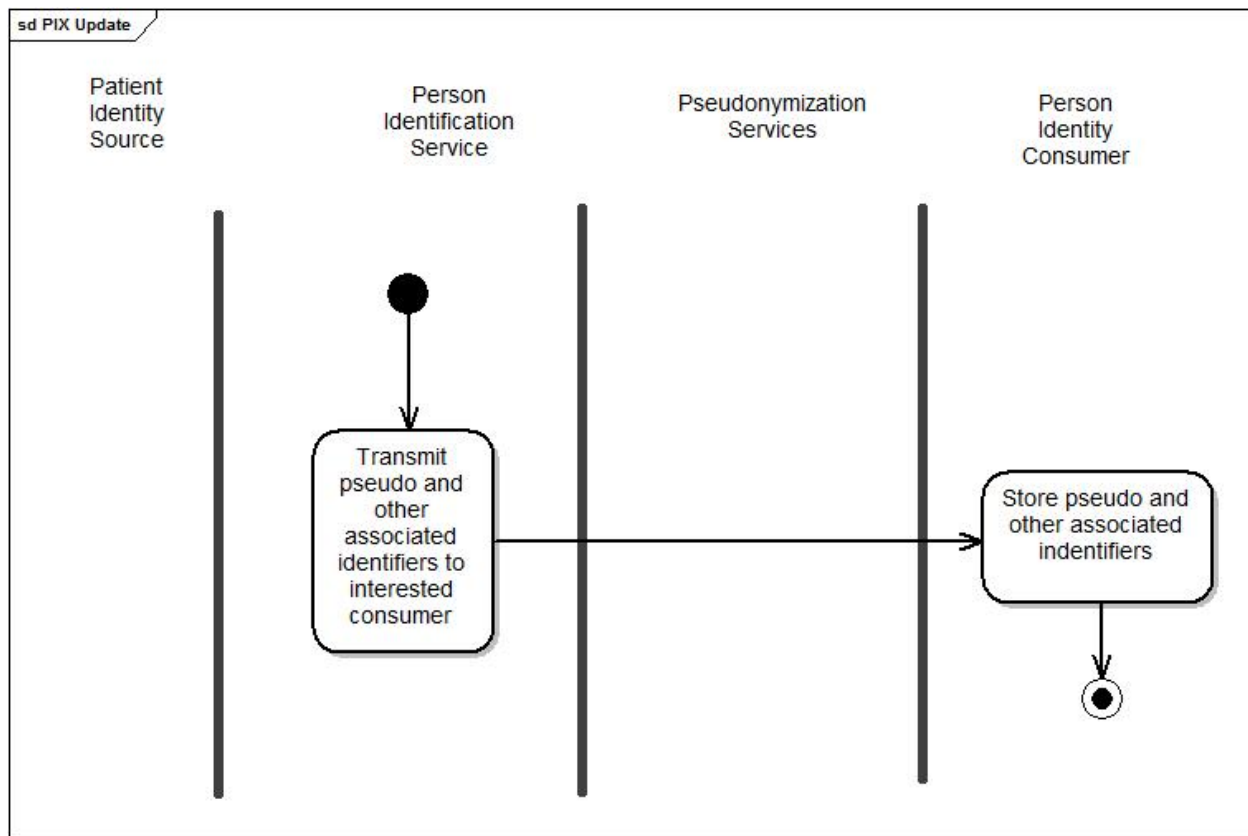 sd PIX Update
Patient
Identity
Source
Person
Identification
Service
Pseudonymization
Services
Person
Identity
Consumer
Transmit
pseudo and
other
associated
identifiers to
interested
consumer
Store pseudo and
other associated
indentifiers